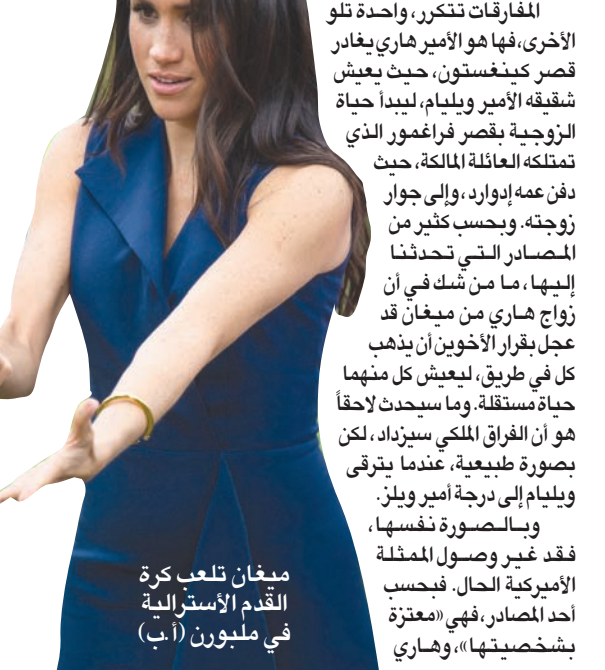 المفارقات تتكرر، واحدة تلو
الأخرى،فها هو الأمير هاري يغادر
قصر كينغستون، حيث يعيش
شقيقه الأمير ويليام، ليبدأ حياة
الزوجية بقصر فراغمور الذي
تمتلكه العائلة المالكة، حيث
دفن عمه إدوارد، وإلى جوار
زوجته. وبحسب كثير من
المصادر التي تحدثنا
إليها، ما من شك في أن
زواج هاري من ميغان قد
عجل بقرار الأخوين أن يذهب
كل في طريق، ليعيش كل منهما
حياة مستقلة. وما سيحدث لاحقاً
هو أن الفراق الملكي سيزداد، لكن
بصورة طبيعية، عندما يترقى
ويليام إلى درجة أمير ويلز.
وبالصورة نفسها،
فقد غير وصول الممثلة
الأميركية الحال. فبحسب
أحد المصادر، فهي «معتزة
بشخصيتها»، وهاري
ميغان تلعب كرة
القدم الأسترالية
في ملبورن (أ.ب)